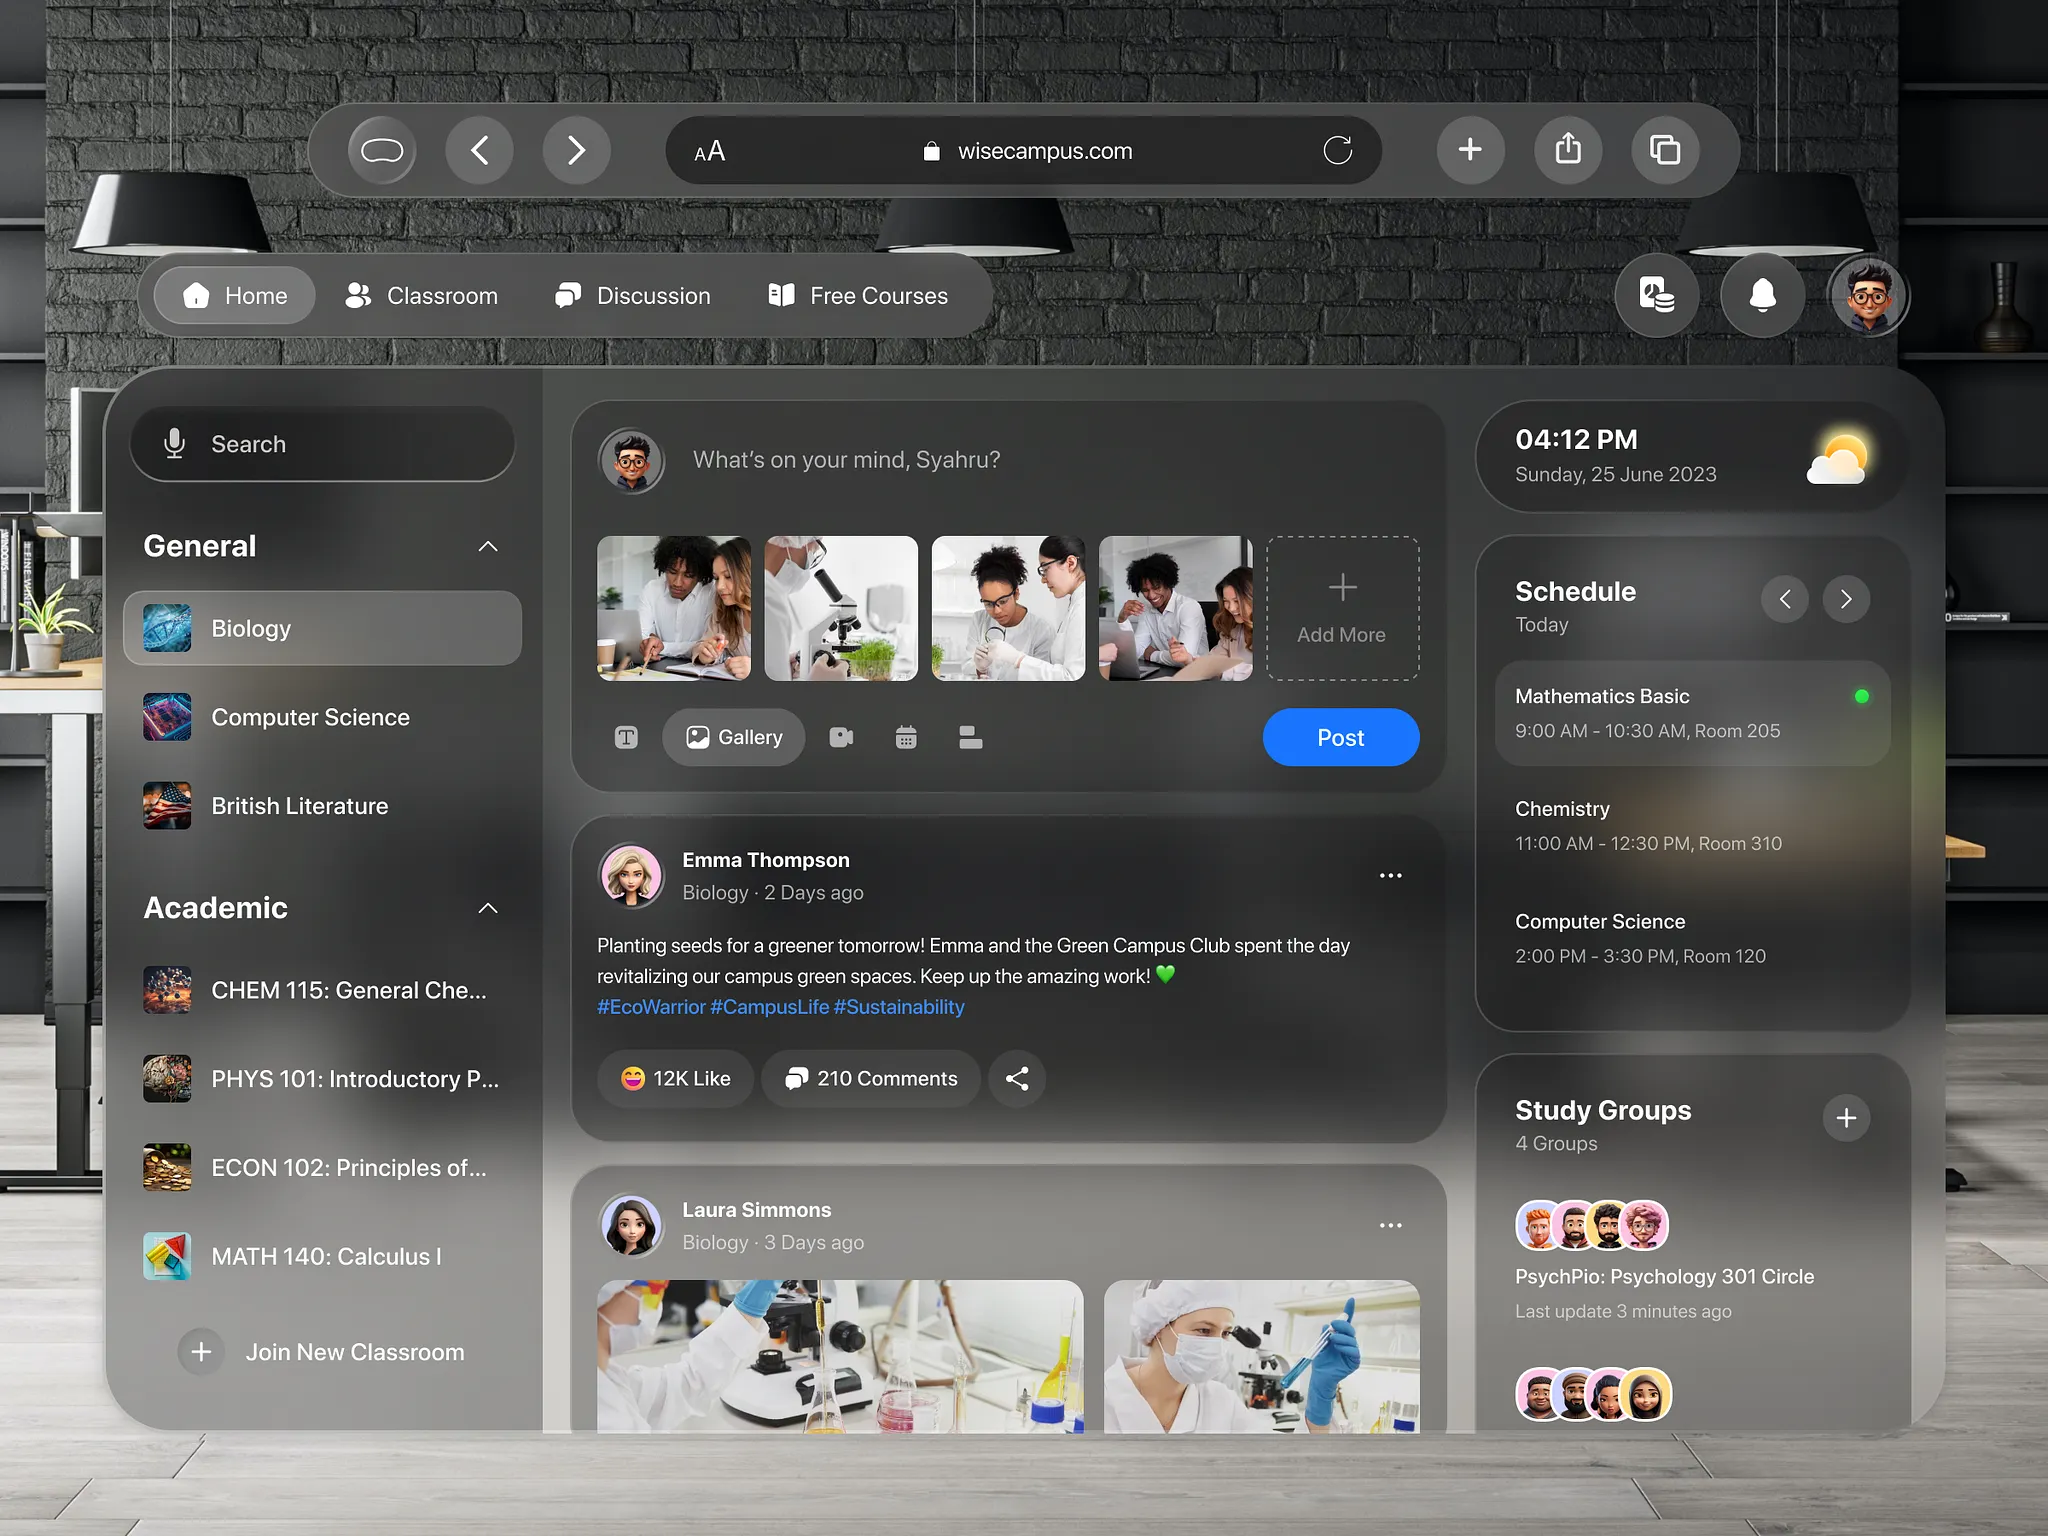 AA
wisecampus.com
Home
Classroom
Discussion
Free Courses
Search
General
Biology
Computer Science
British Literature
Academic
CHEM 115: General Che...
PHYS 101: Introductory P...
ECON 102: Principles of...
MATH 140: Calculus I
Join New Classroom
What's on your mind, Syahru?
Add More
Gallery
Post
Emma Thompson
Biology · 2 Days ago
Planting seeds for a greener tomorrow! Emma and the Green Campus Club spent the day
revitalizing our campus green spaces. Keep up the amazing work! 💚
#EcoWarrior #CampusLife #Sustainability
😄 12K Like
210 Comments
Laura Simmons
Biology · 3 Days ago
04:12 PM
Sunday, 25 June 2023
Schedule
Today
Mathematics Basic
9:00 AM - 10:30 AM, Room 205
Chemistry
11:00 AM - 12:30 PM, Room 310
Computer Science
2:00 PM - 3:30 PM, Room 120
Study Groups
4 Groups
PsychPio: Psychology 301 Circle
Last update 3 minutes ago